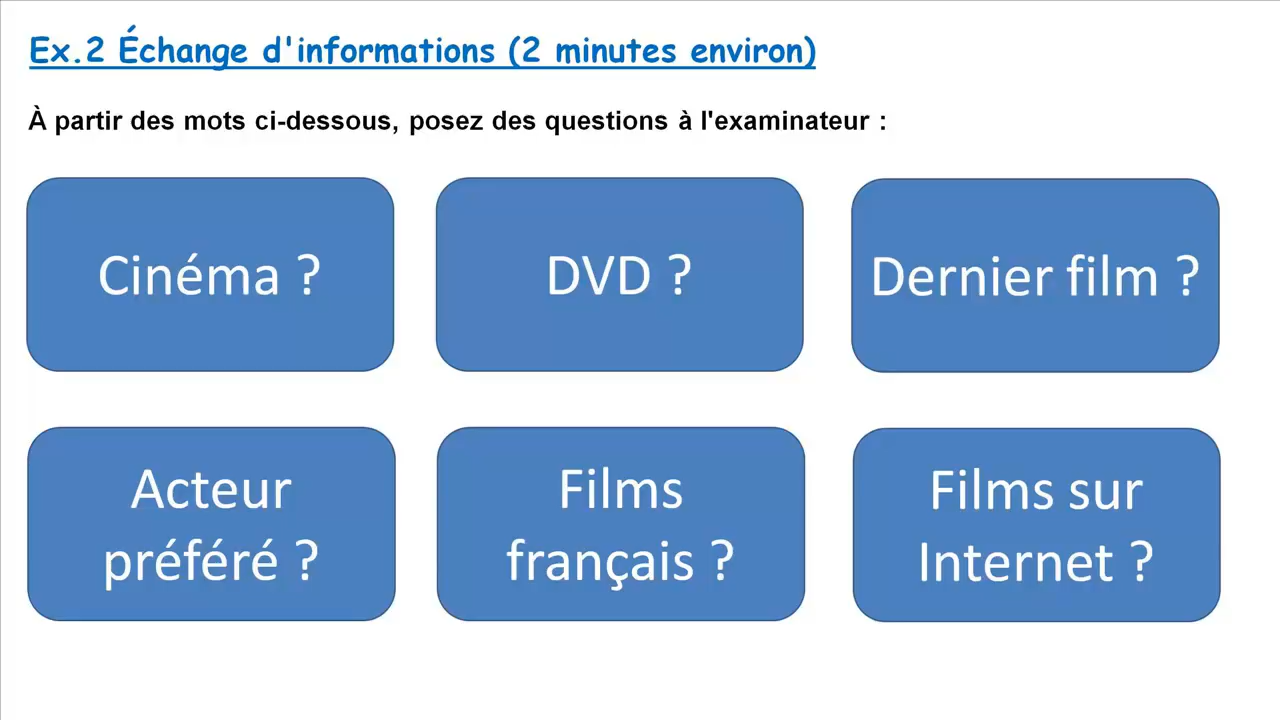 Ex.2 Échange d'informations (2 minutes environ)
À partir des mots ci-dessous, posez des questions à l'examinateur :
Cinéma ?
DVD ?
Dernier film ?
Acteur
préféré ?
Films
français ?
Films sur
Internet ?